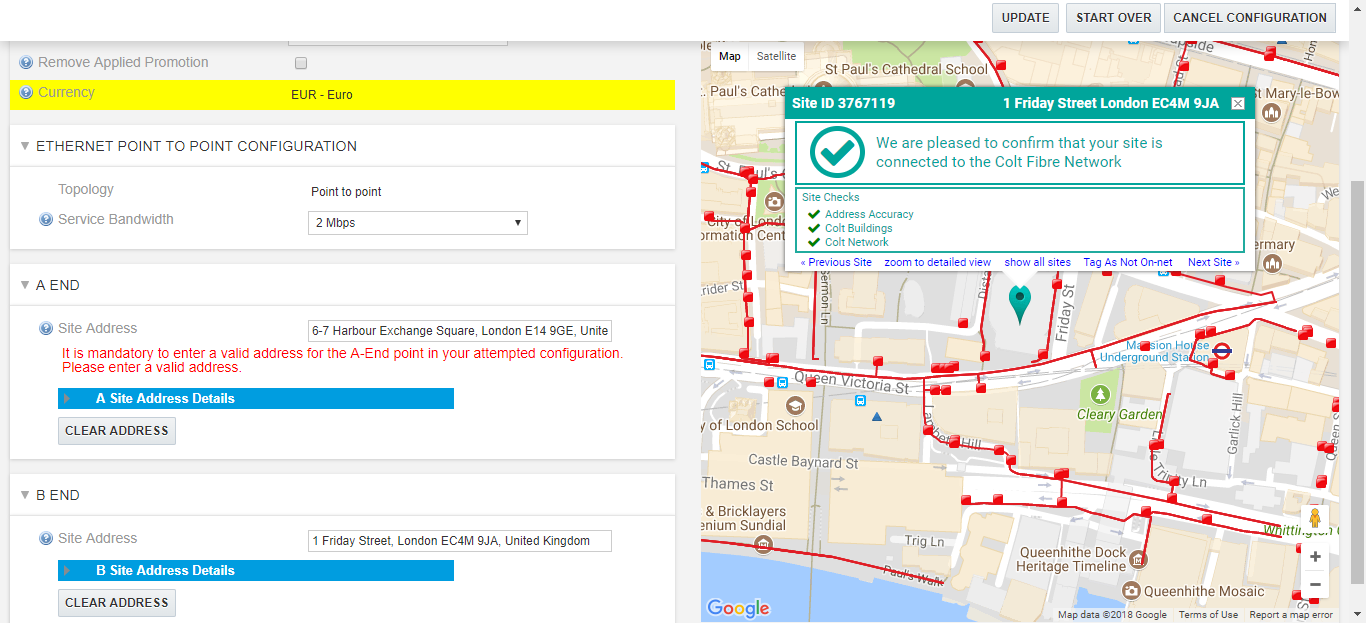 UPDATE
START OVER
CANCEL CONFIGURATION
Remove Applied Promotion
Currency
EUR - Euro
ETHERNET POINT TO POINT CONFIGURATION
Topology
Point to point
Service Bandwidth
2 Mbps
A END
Site Address
6-7 Harbour Exchange Square, London E14 9GE, Unite
It is mandatory to enter a valid address for the A-End point in your attempted configuration.
Please enter a valid address.
A Site Address Details
CLEAR ADDRESS
B END
Site Address
1 Friday Street, London EC4M 9JA, United Kingdom
B Site Address Details
CLEAR ADDRESS
Map
Satellite
St Paul's Cathedral School
St Mary-le-Bow
Site ID 3767119
1 Friday Street London EC4M 9JA
We are pleased to confirm that your site is
connected to the Colt Fibre Network
Site Checks
Address Accuracy
Colt Buildings
Colt Network
« Previous Site
zoom to detailed view
show all sites
Tag As Not On-net
Next Site »
City of London
rmation Cent
rider St
Sermon Ln
Dista
Friday St
Mansion House
Underground Station
Queen Victoria St
Cleary Garden
Garlick Hill
y of London School
Lambeth Hill
Castle Baynard St
Thames St
Trinity Ln
& Bricklayers
enium Sundial
Whittington
Trig Ln
Queenhithe Dock
Heritage Timeline
Paul's Walk
Queenhithe Mosaic
Google
Map data ©2018 Google
Terms of Use
Report a map error